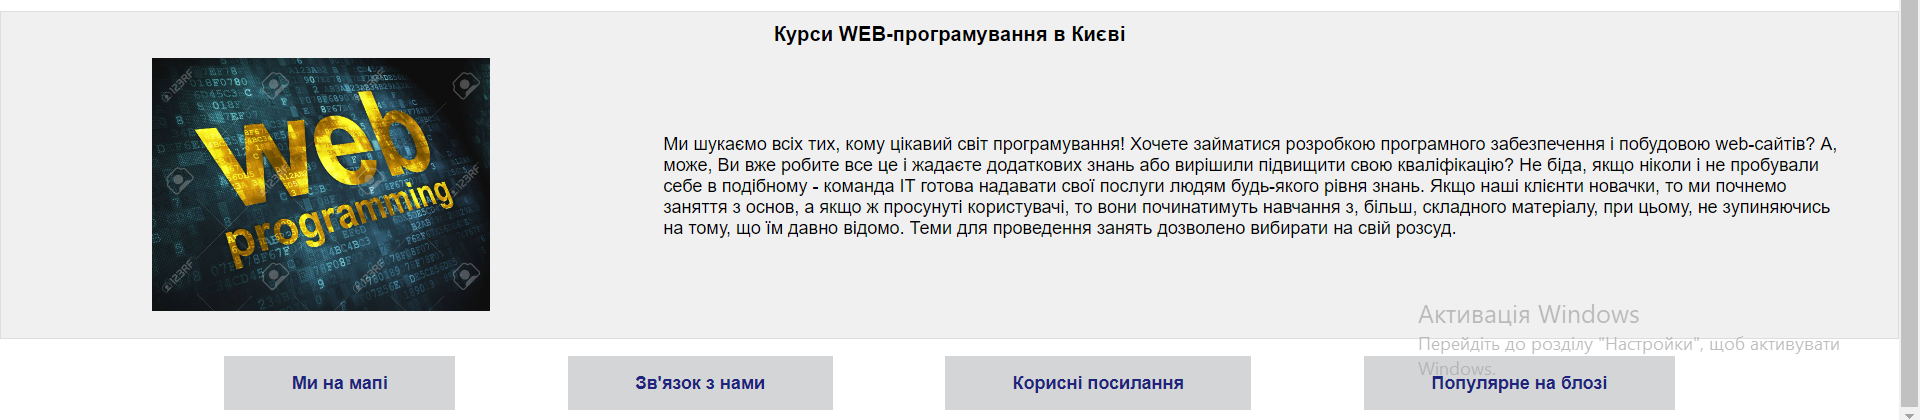 Курси WEB-програмування в Києві
web
programming
123RF
Ми шукаємо всіх тих, кому цікавий світ програмування! Хочете займатися розробкою програмного забезпечення і побудовою web-сайтів? А,
може, Ви вже робите все це і жадаєте додаткових знань або вирішили підвищити свою кваліфікацію? Не біда, якщо ніколи і не пробували
себе в подібному - команда IT готова надавати свої послуги людям будь-якого рівня знань. Якщо наші клієнти новачки, то ми почнемо
заняття з основ, а якщо ж просунуті користувачі, то вони починатимуть навчання з, більш, складного матеріалу, при цьому, не зупиняючись
на тому, що їм давно відомо. Теми для проведення занять дозволено вибирати на свій розсуд.
Активація Windows
Перейдіть до розділу "Настройки", щоб активувати
Windows.
Ми на мапі
Зв'язок з нами
Корисні посилання
Популярне на блозі